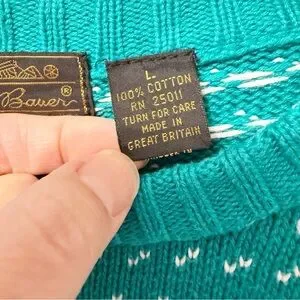 Bauer®
L
100% COTTON
RN 25011
TURN FOR CARE
MADE IN
GREAT BRITAIN